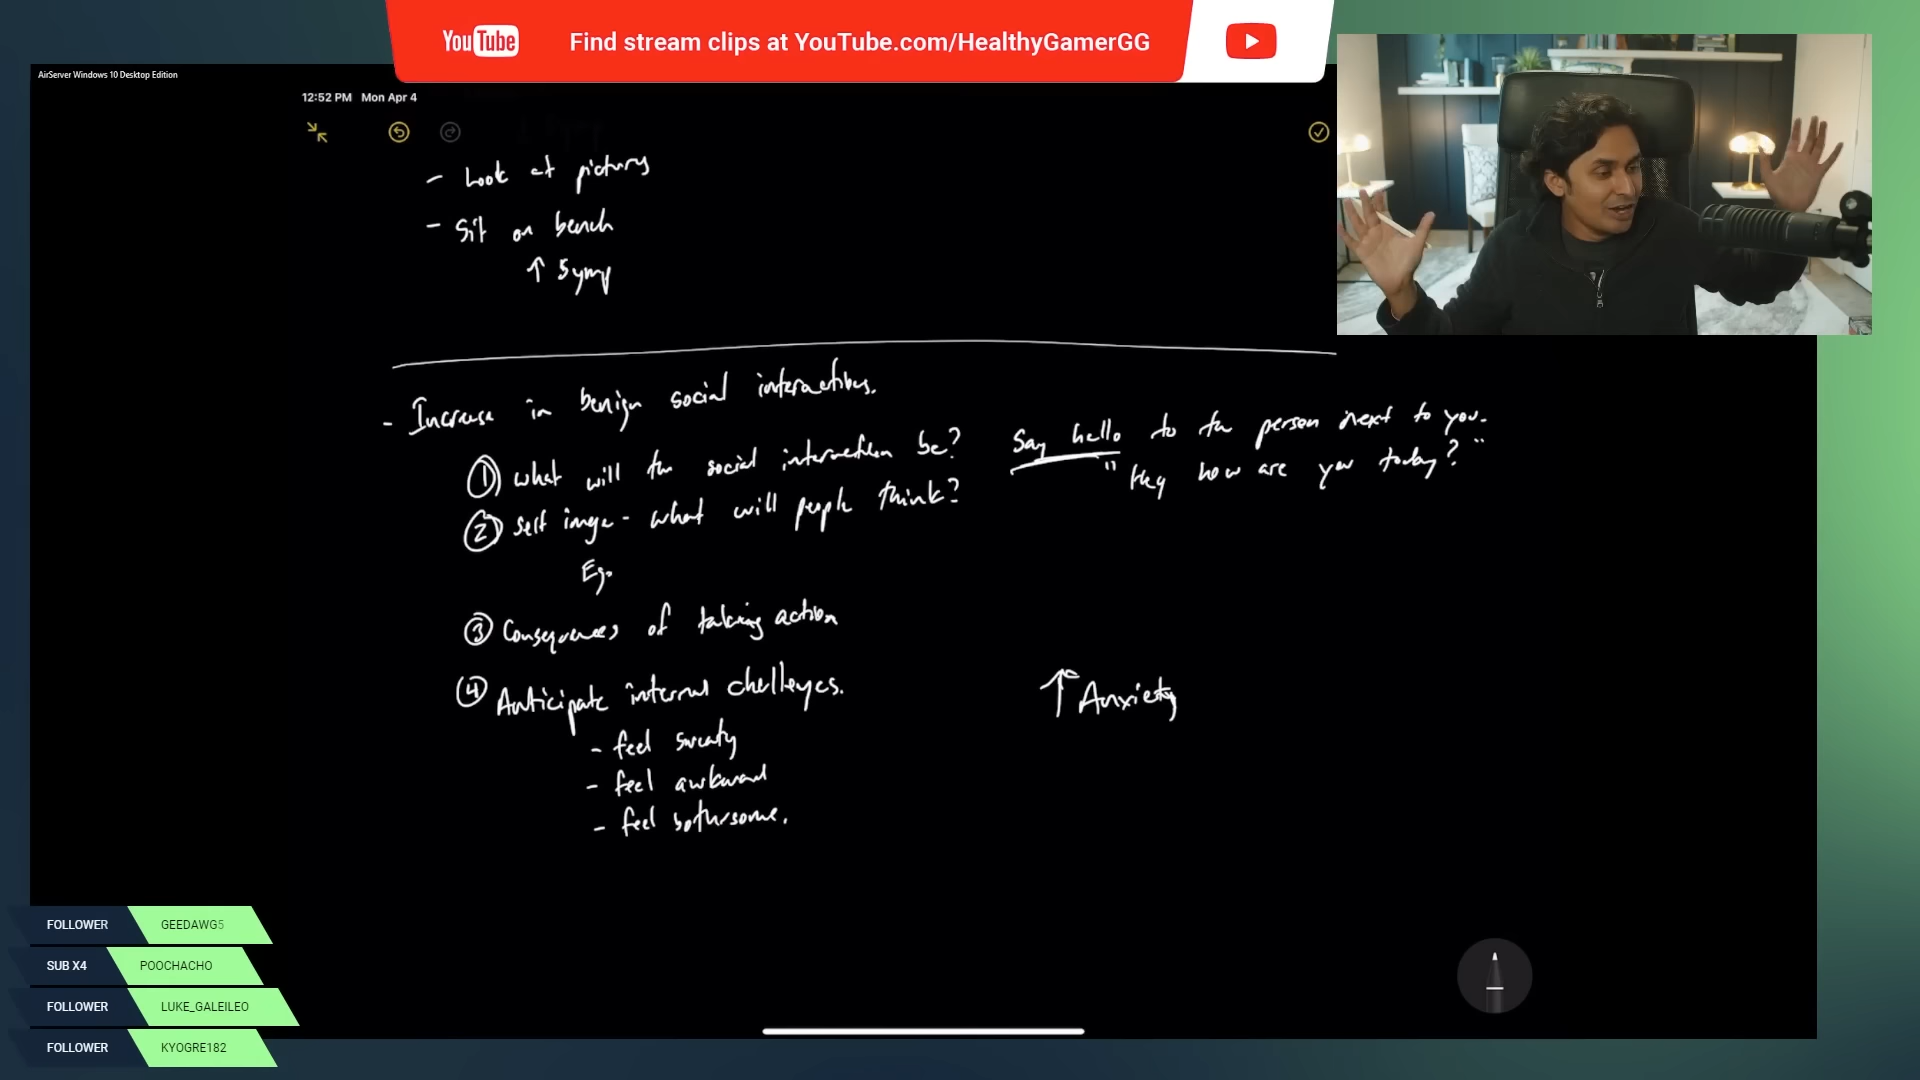 YouTube Find stream clips at YouTube.com/HealthyGamerGG
AirServer Windows 10 Desktop Edition
12:52 PM Mon Apr 4
- Look at pictures
- Sit on bench
↑ Symp
- Increase in benign social interactions.
① what will the social interaction be? Say hello to the person next to you.
"Hey how are you today?"
② Self image - what will people think?
Eg.
③ Consequences of taking action
④ Anticipate internal challenges.
↑ Anxiety
- feel sweaty
- feel awkward
- feel bothersome.
FOLLOWER GEEDAWG5
SUB X4 POOCHACHO
FOLLOWER LUKE_GALEILEO
FOLLOWER KYOGRE182